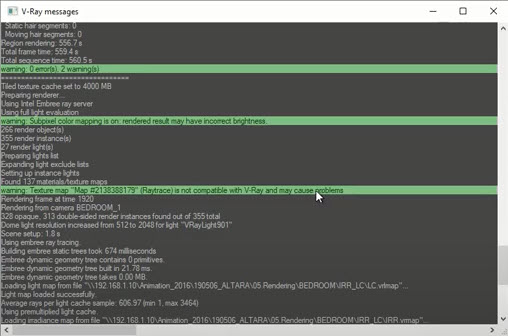 V-Ray messages
Static hair segments: 0
Moving hair segments: 0
Region rendering: 556.7 s
Total frame time: 559.4 s
Total sequence time: 560.5 s
warning: 0 error(s), 2 warning(s)
================================
Tiled texture cache set to 4000 MB
Preparing renderer...
Using Intel Embree ray server
Using full light evaluation
warning: Subpixel color mapping is on: rendered result may have incorrect brightness.
266 render object(s)
355 render instance(s)
27 render light(s)
Preparing lights list
Expanding light exclude lists
Setting up instance lights
Found 137 materials/texture maps
warning: Texture map "Map #2138388179" (Raytrace) is not compatible with V-Ray and may cause problems
Rendering frame at time 1920
Rendering from camera BEDROOM_1
328 opaque, 313 double-sided render instances found out of 355 total
Dome light resolution increased from 512 to 2048 for light "VRayLight901"
Scene setup: 1.8 s
Using embree ray tracing.
Building embree static trees took 674 milliseconds
Embree dynamic geometry tree contains 0 primitives.
Embree dynamic geometry tree built in 21.78 ms.
Embree dynamic geometry tree takes 0.00 MB.
Loading light map from file "\\192.168.1.10\Animation_2016\190506_ALTARA\05.Rendering\BEDROOM\IRR_LC\LC.vrlmap"...
Light map loaded successfully.
Average rays per light cache sample: 606.97 (min 1, max 3464)
Using premultiplied light cache.
Loading irradiance map from file "\\192.168.1.10\Animation_2016\190506_ALTARA\05.Rendering\BEDROOM\IRR_LC\IRR.vrmap"...